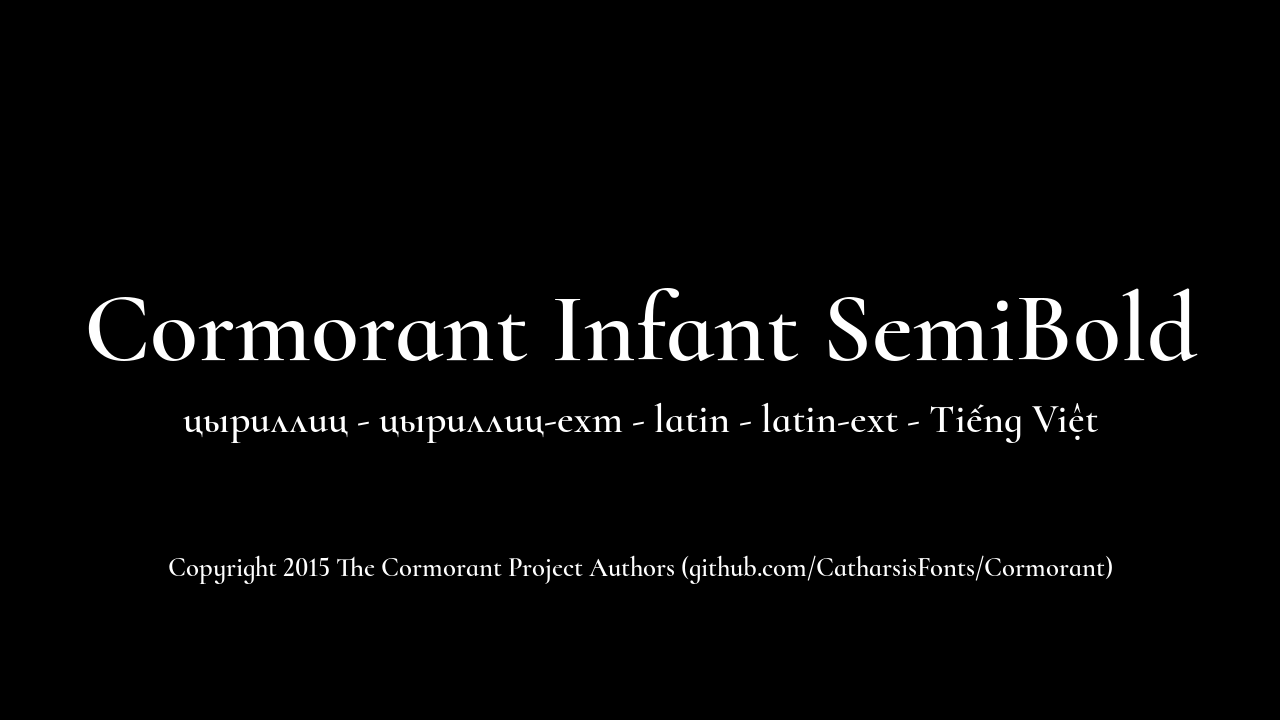 Cormorant Infant SemiBold
цыриллиц - цыриллиц-ехт - latin - latin-ext - Tiếng Việt
Copyright 2015 The Cormorant Project Authors (github.com/CatharsisFonts/Cormorant)